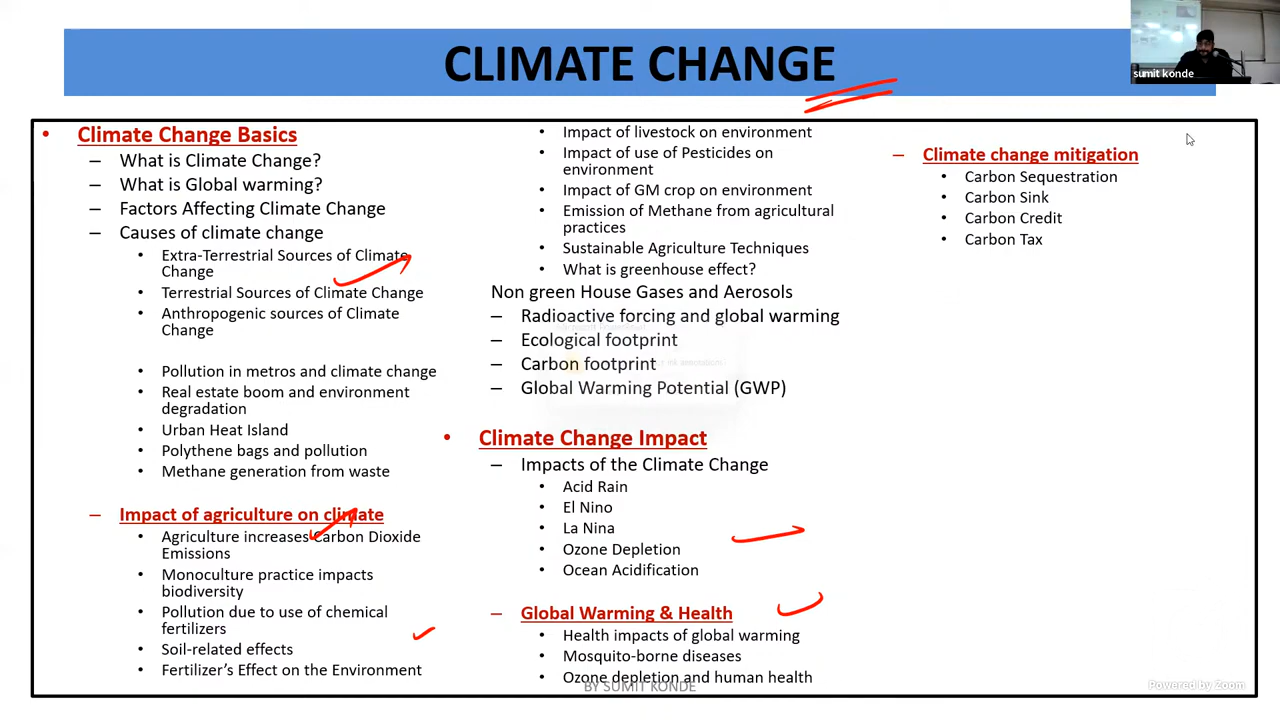 CLIMATE CHANGE
sumit konde
• Climate Change Basics
– What is Climate Change?
– What is Global warming?
– Factors Affecting Climate Change
– Causes of climate change
• Extra-Terrestrial Sources of Climate
Change
• Terrestrial Sources of Climate Change
• Anthropogenic sources of Climate
Change
• Pollution in metros and climate change
• Real estate boom and environment
degradation
• Urban Heat Island
• Polythene bags and pollution
• Methane generation from waste
– Impact of agriculture on climate
• Agriculture increases Carbon Dioxide
Emissions
• Monoculture practice impacts
biodiversity
• Pollution due to use of chemical
fertilizers
• Soil-related effects
• Fertilizer’s Effect on the Environment
• Impact of livestock on environment
• Impact of use of Pesticides on
environment
• Impact of GM crop on environment
• Emission of Methane from agricultural
practices
• Sustainable Agriculture Techniques
• What is greenhouse effect?
Non green House Gases and Aerosols
– Radioactive forcing and global warming
– Ecological footprint
– Carbon footprint
– Global Warming Potential (GWP)
• Climate Change Impact
– Impacts of the Climate Change
• Acid Rain
• El Nino
• La Nina
• Ozone Depletion
• Ocean Acidification
– Global Warming & Health
• Health impacts of global warming
• Mosquito-borne diseases
• Ozone depletion and human health
– Climate change mitigation
• Carbon Sequestration
• Carbon Sink
• Carbon Credit
• Carbon Tax
BY SUMIT KONDE
Powered by Zoom